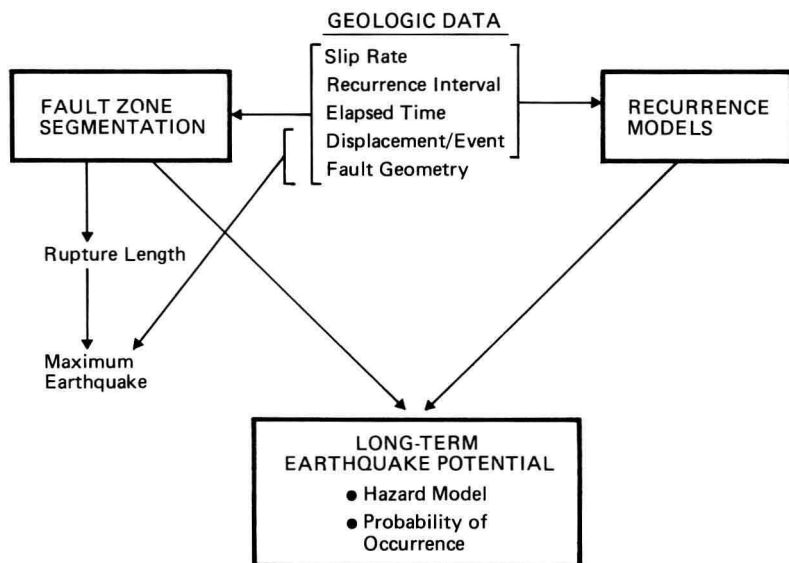 GEOLOGIC DATA
Slip Rate
Recurrence Interval
Elapsed Time
Displacement/Event
Fault Geometry
FAULT ZONE
SEGMENTATION
RECURRENCE
MODELS
Rupture Length
Maximum
Earthquake
LONG-TERM
EARTHQUAKE POTENTIAL
● Hazard Model
● Probability of
Occurrence